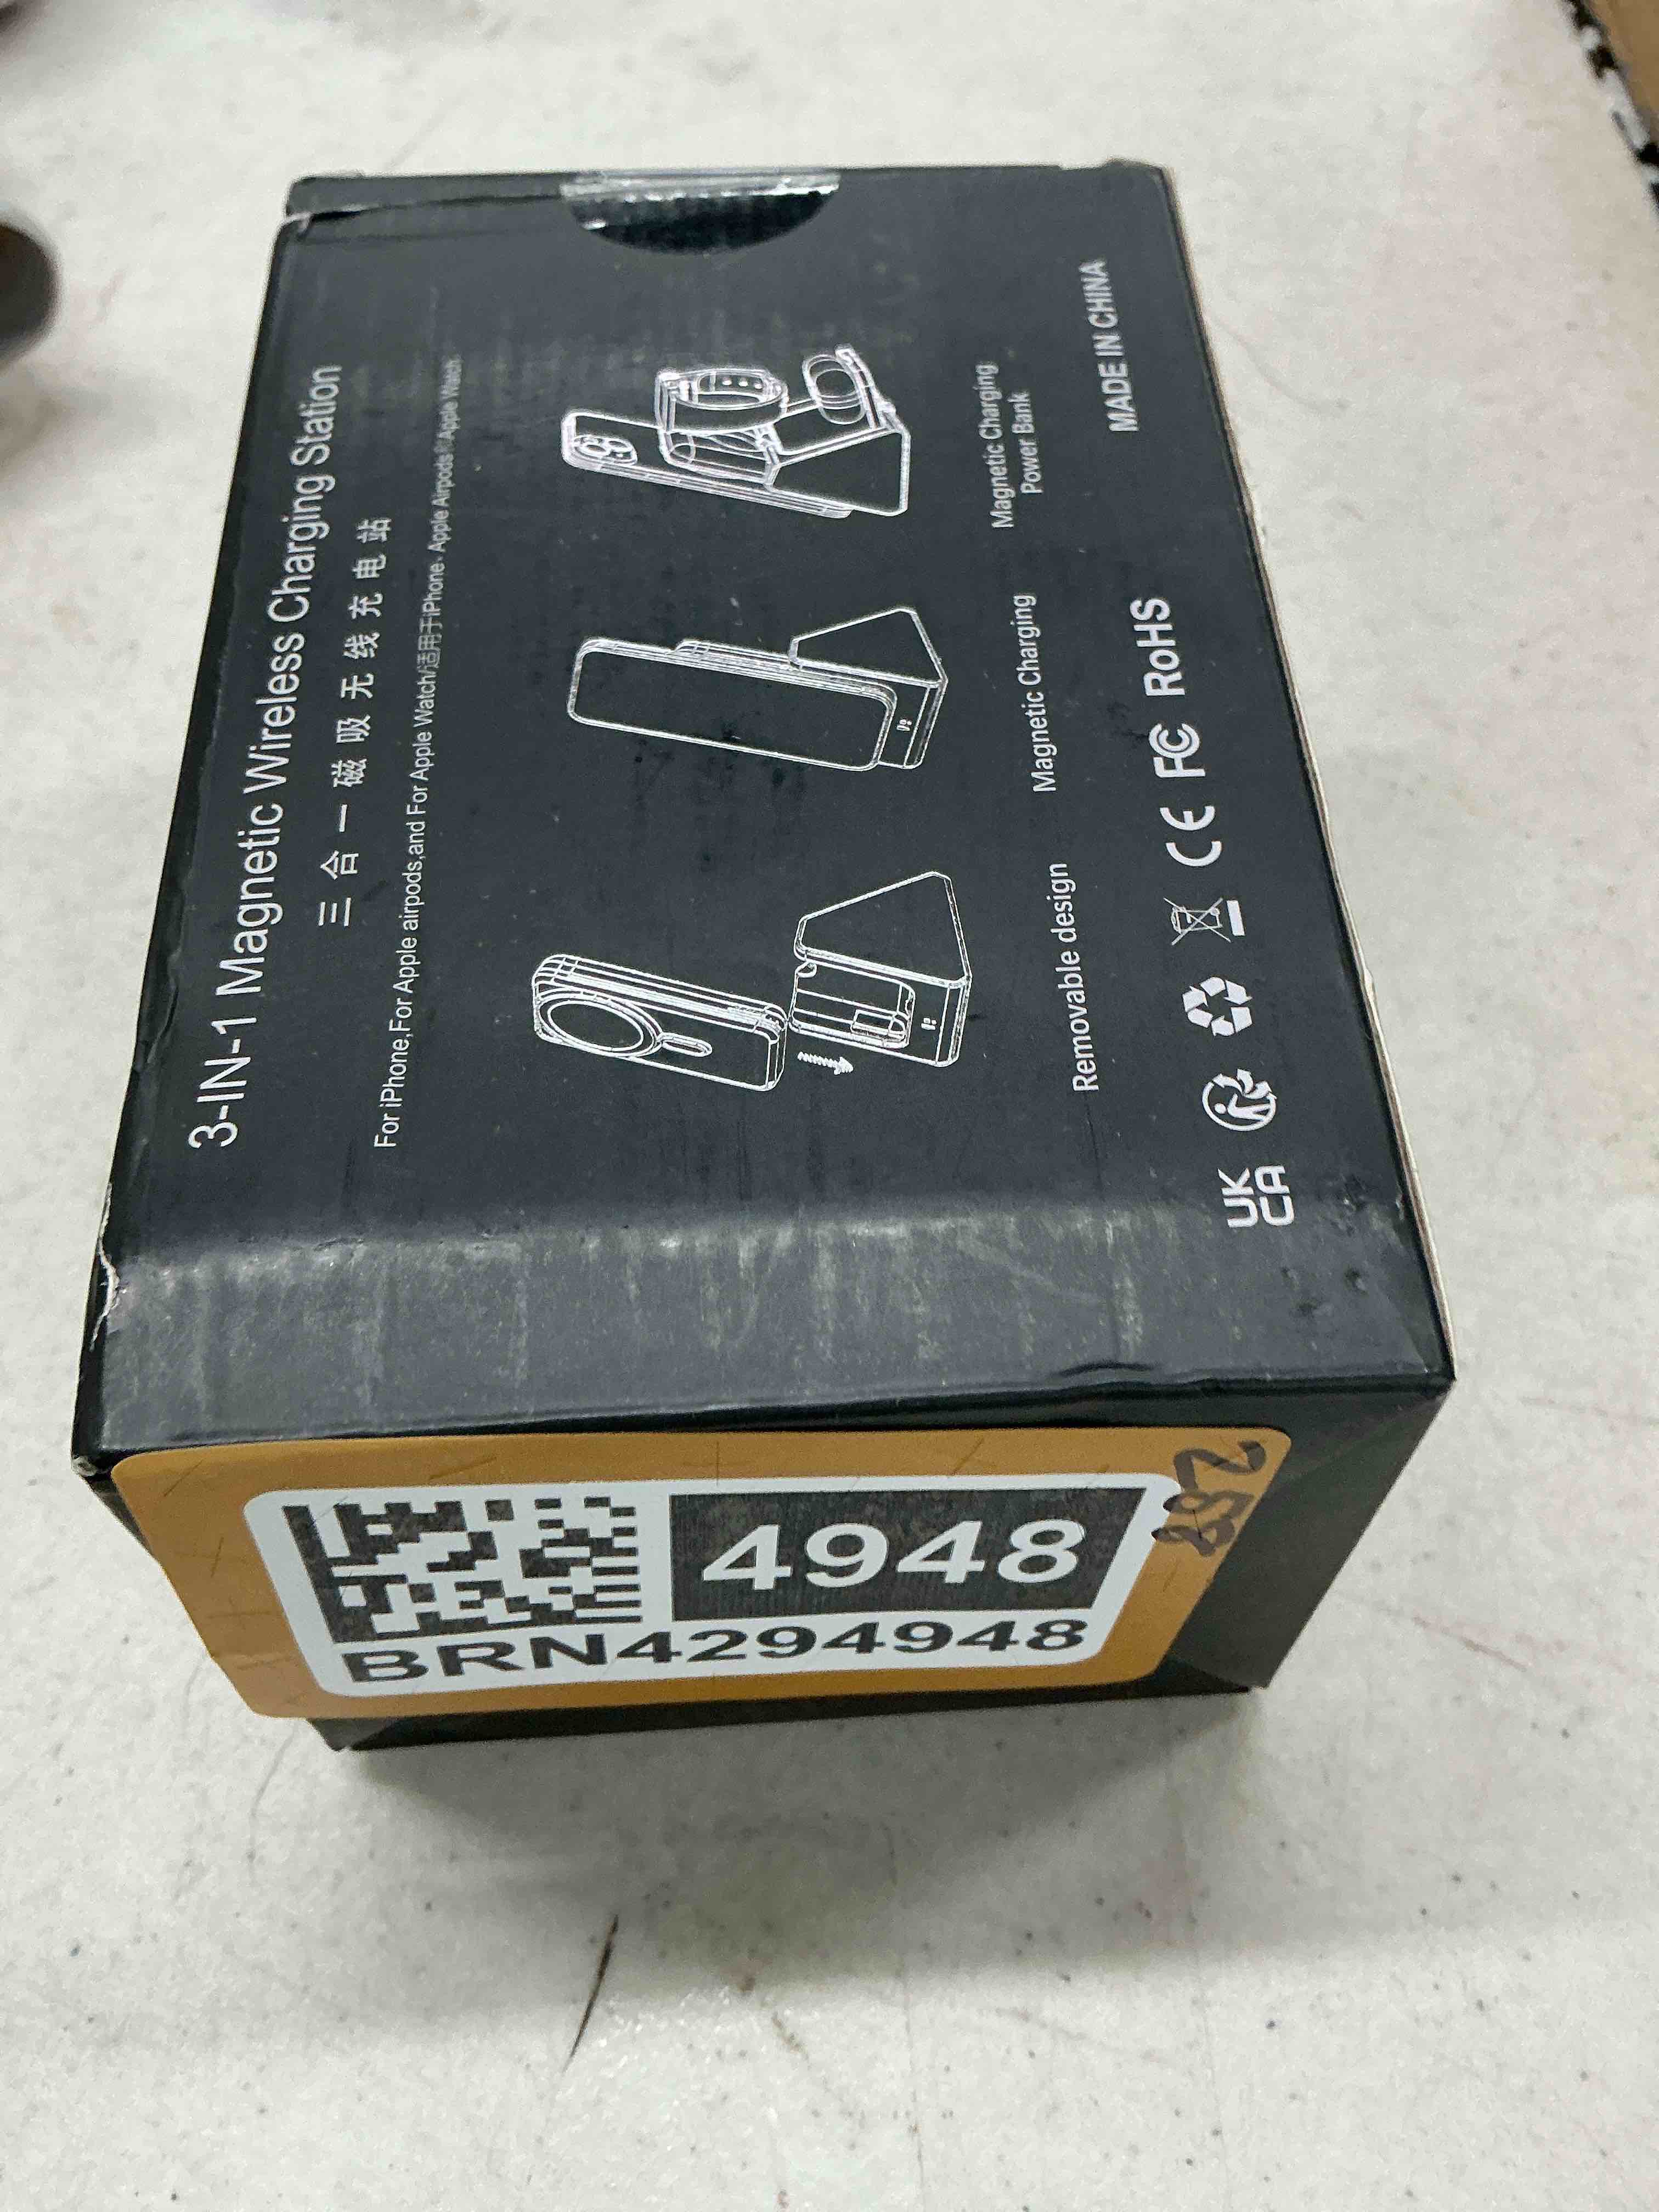 3-IN-1 Magnetic Wireless Charging Station
三合一磁吸无线充电站
For iPhone,For Apple airpods,and For Apple Watch/适用于iPhone、Apple Airpods和Apple Watch
Removable design
Magnetic Charging
Magnetic Charging
Power Bank
UK
CA
CE FC RoHS
MADE IN CHINA
4948
BRN4294948